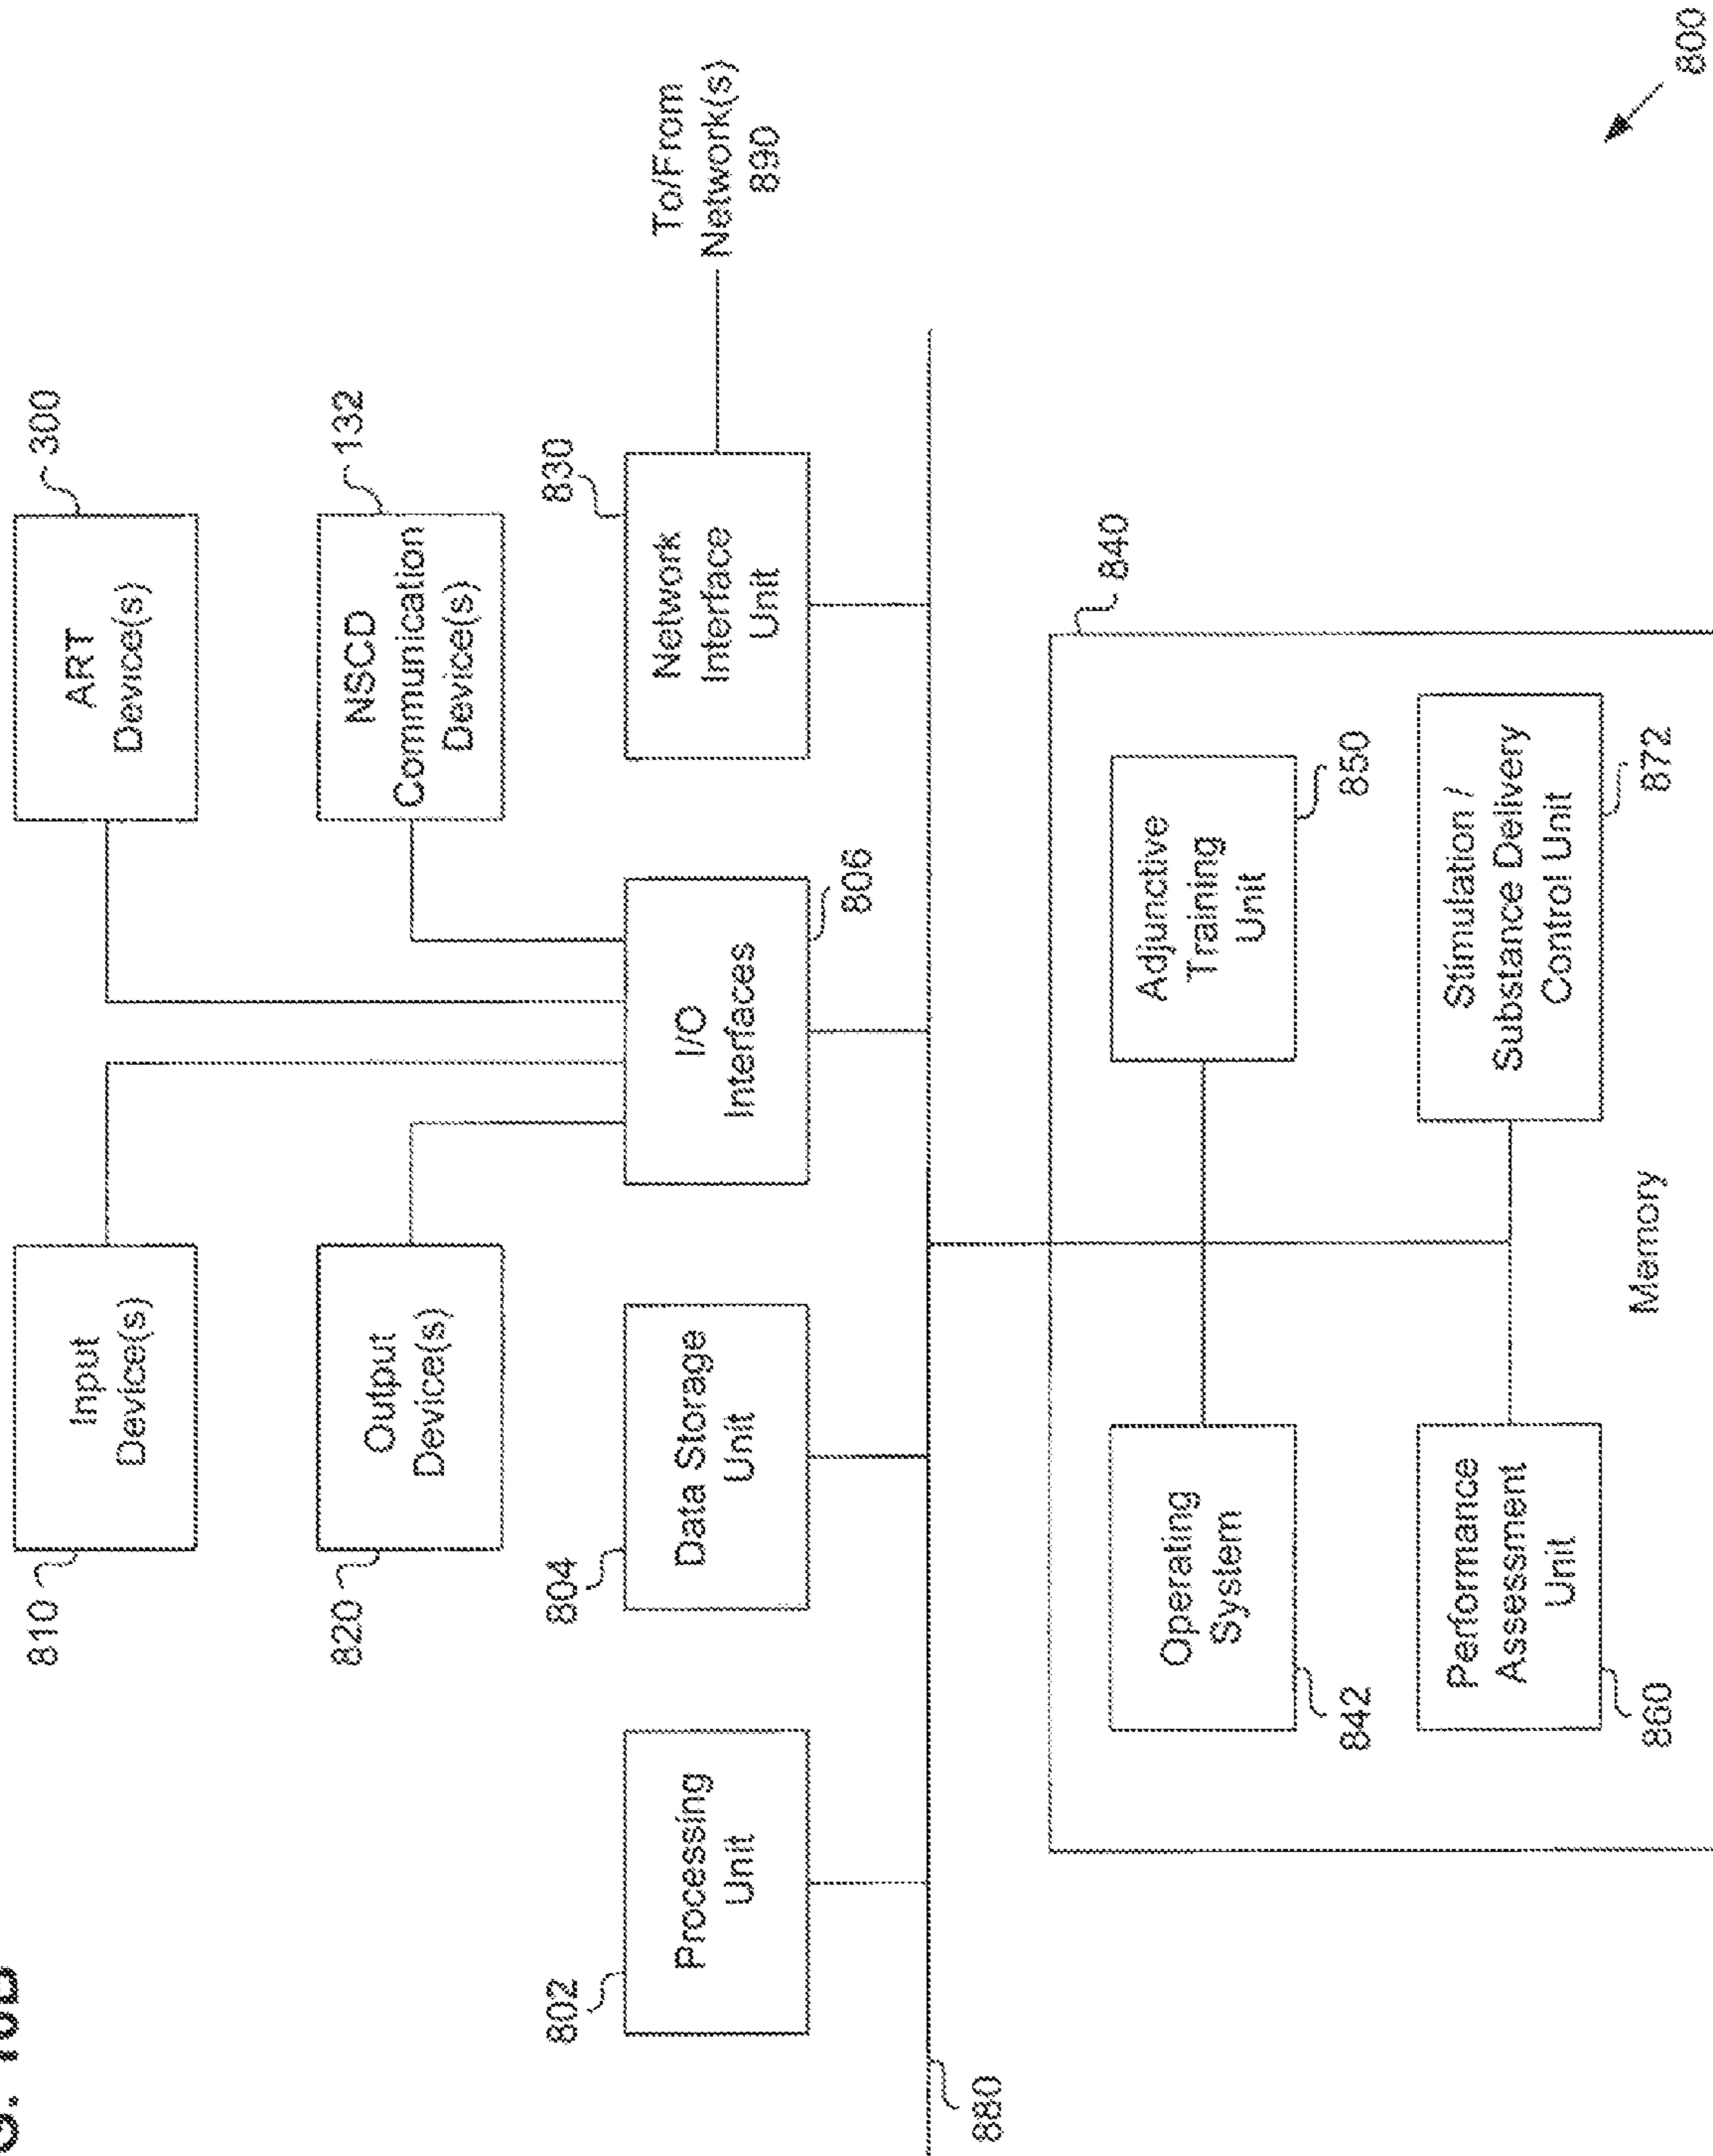 810
Input
Device(s)
ART
Device(s)
300
820
Output
Device(s)
NSCD
Communication
Device(s)
132
802
Processing
Unit
804
Data Storage
Unit
I/O
Interfaces
806
830
Network
Interface
Unit
To/From
Network(s)
890
880
840
Operating
System
842
Adjunctive
Training
Unit
850
Performance
Assessment
Unit
860
Stimulation /
Substance Delivery
Control Unit
872
Memory
800